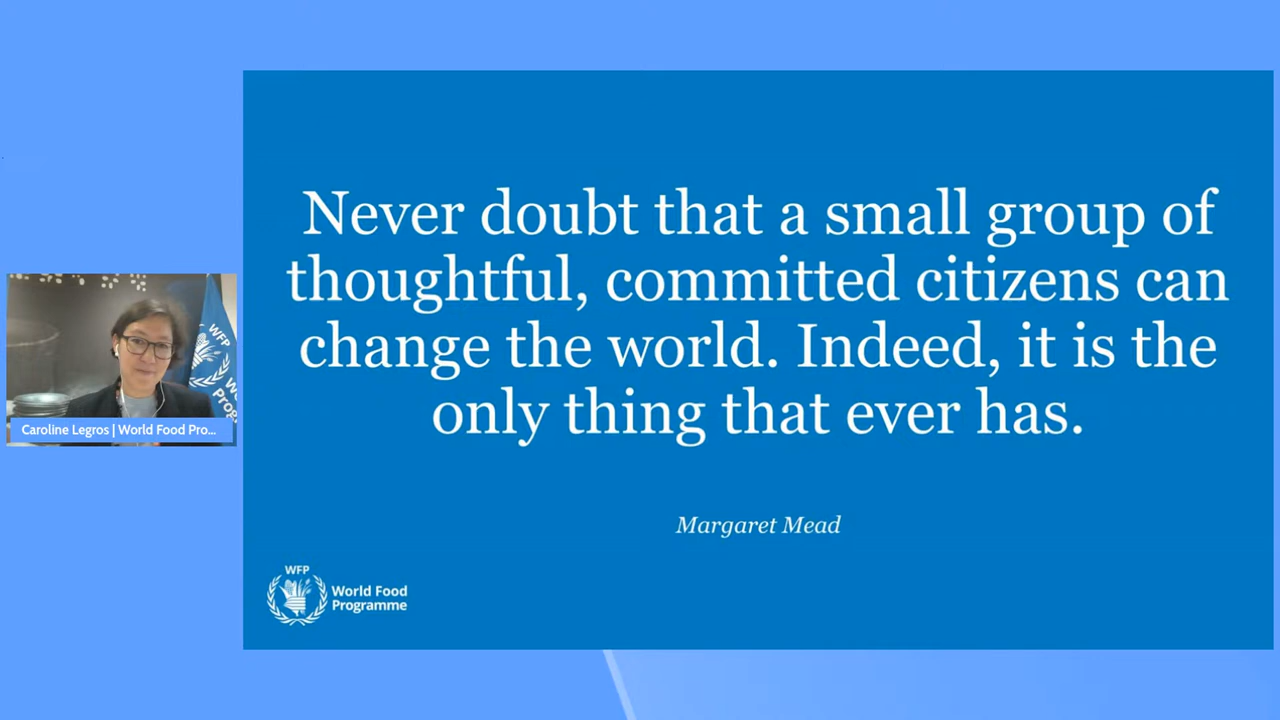 Never doubt that a small group of
thoughtful, committed citizens can
change the world. Indeed, it is the
only thing that ever has.
Margaret Mead
WFP
World Food
Programme
WFP
Caroline Legros | World Food Pro...